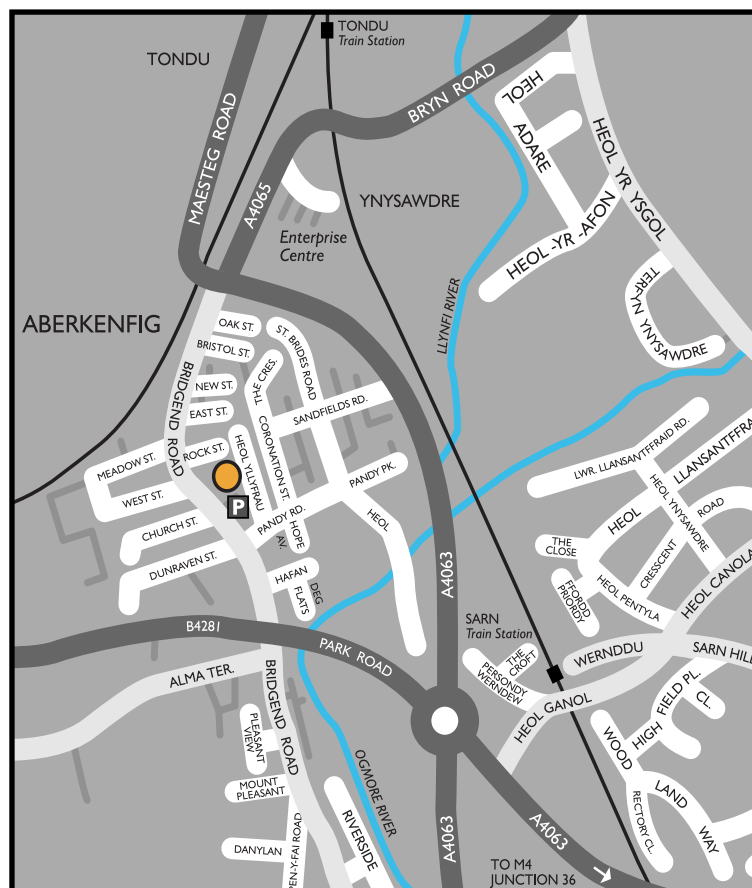 TONDU
Train Station
TONDU
MAESTEG ROAD
BRYN ROAD
HEOL
ADARE
HEOL YR YSGOL
A4065
YNYSAWDRE
Enterprise
Centre
HEOL-YR-AFON
TERFYN YNYSAWDRE
LLYNFI RIVER
ABERKENFIG
OAK ST.
BRISTOL ST.
NEW ST.
EAST ST.
BRIDGEND ROAD
ST. BRIDES ROAD
THE CRES.
CORONATION ST.
SANDFIELDS RD.
ROCK ST.
HEOL YLLYFRAU
MEADOW ST.
WEST ST.
CHURCH ST.
DUNRAVEN ST.
P
PANDY RD.
PANDY PK.
HOPE
AV.
HEOL
HAFAN
DEG
FLATS
A4063
LWR. LLANSANTFFRAID RD.
HEOL
LLANSANTFFRA
HEOL YNYSAWDRE
ROAD
CRESSCENT
THE
CLOSE
FFORDD
PRIORDY
HEOL PENTYLA
HEOL CANOLA
B4281
PARK ROAD
SARN
Train Station
THE
CROFT
PERSONDY
WERNDEW
WERNDDU
SARN HILL
HEOL GANOL
ALMA TER.
BRIDGEND ROAD
PLEASANT
VIEW
MOUNT
PLEASANT
DANYLAN
PEN-Y-FAI ROAD
RIVERSIDE
OGMORE RIVER
A4063
A4063
HIGH
FIELD PL.
CL.
WOOD
LAND
WAY
RECTORY CL.
TO M4
JUNCTION 36